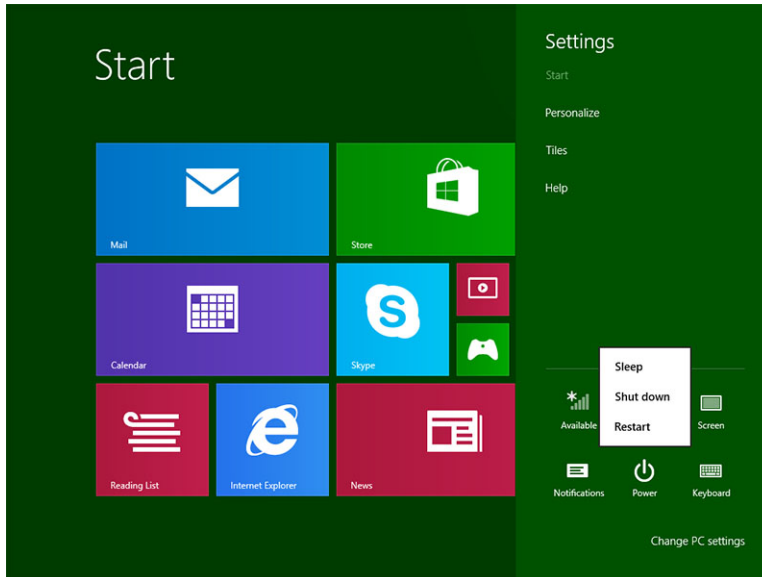 Start
Mail
Store
Calendar
Skype
Reading List
Internet Explorer
News
Settings
Start
Personalize
Tiles
Help
Sleep
Shut down
Restart
Available
Screen
Notifications
Power
Keyboard
Change PC settings